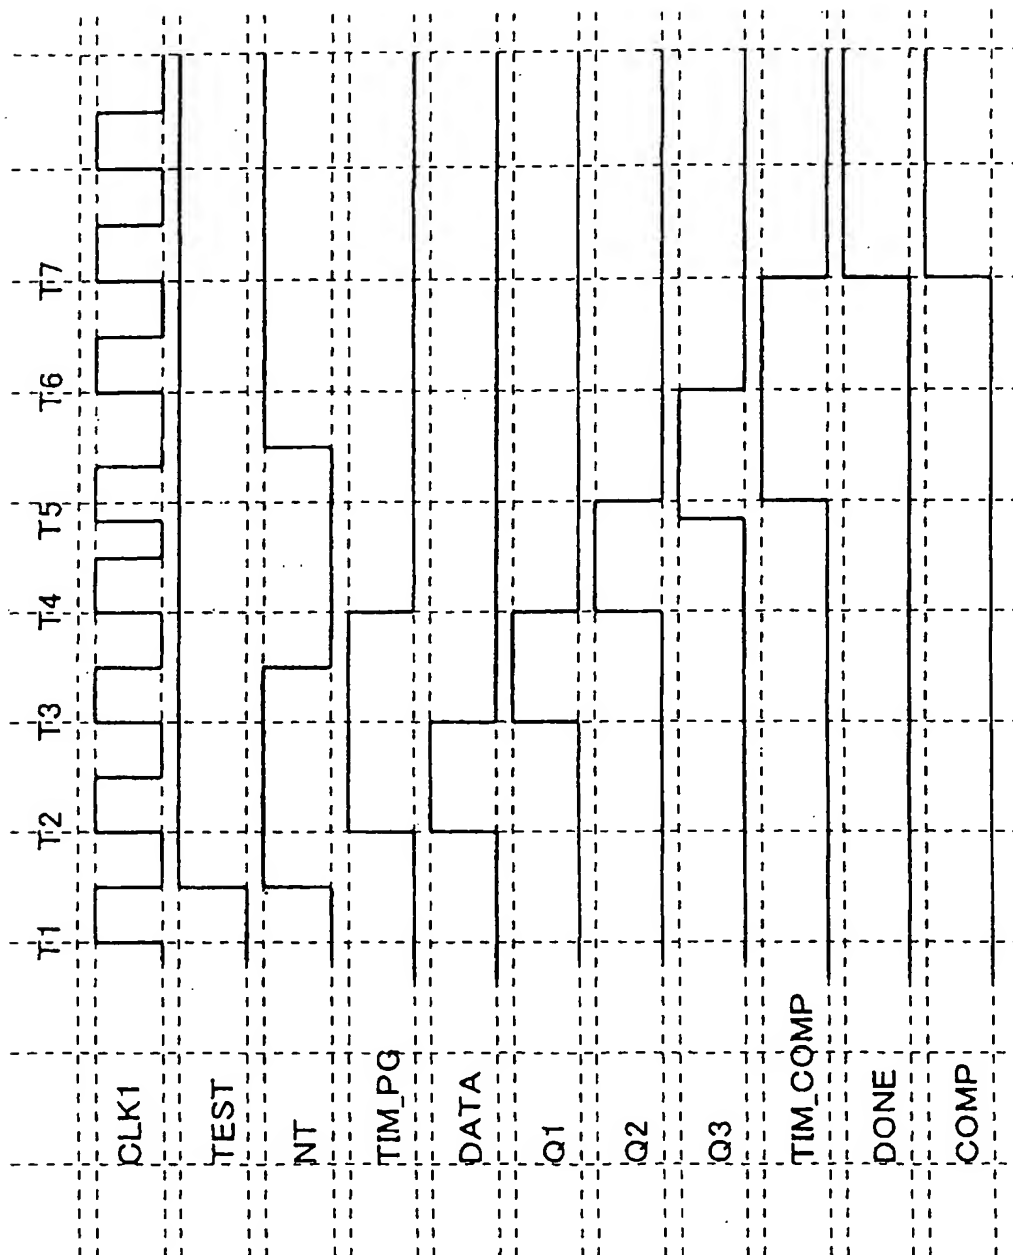 T1
T2
T3
T4
T5
T6
T7
CLK1
TEST
NT
TIM_PG
DATA
Q1
Q2
Q3
TIM_COMP
DONE
COMP